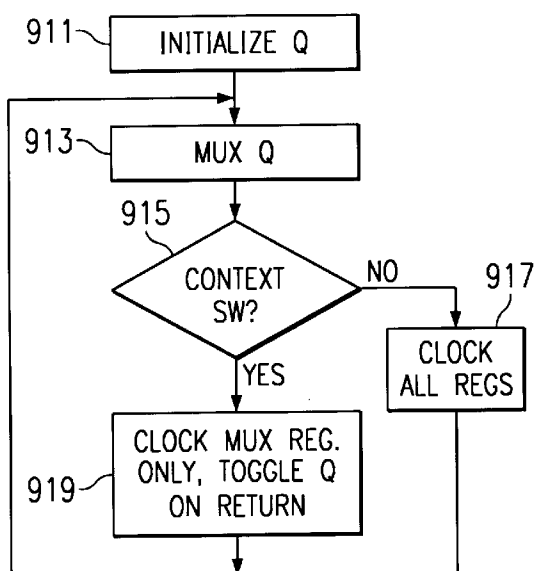 911
INITIALIZE Q
913
MUX Q
915
CONTEXT
SW?
NO
917
CLOCK
ALL REGS
YES
919
CLOCK MUX REG.
ONLY, TOGGLE Q
ON RETURN